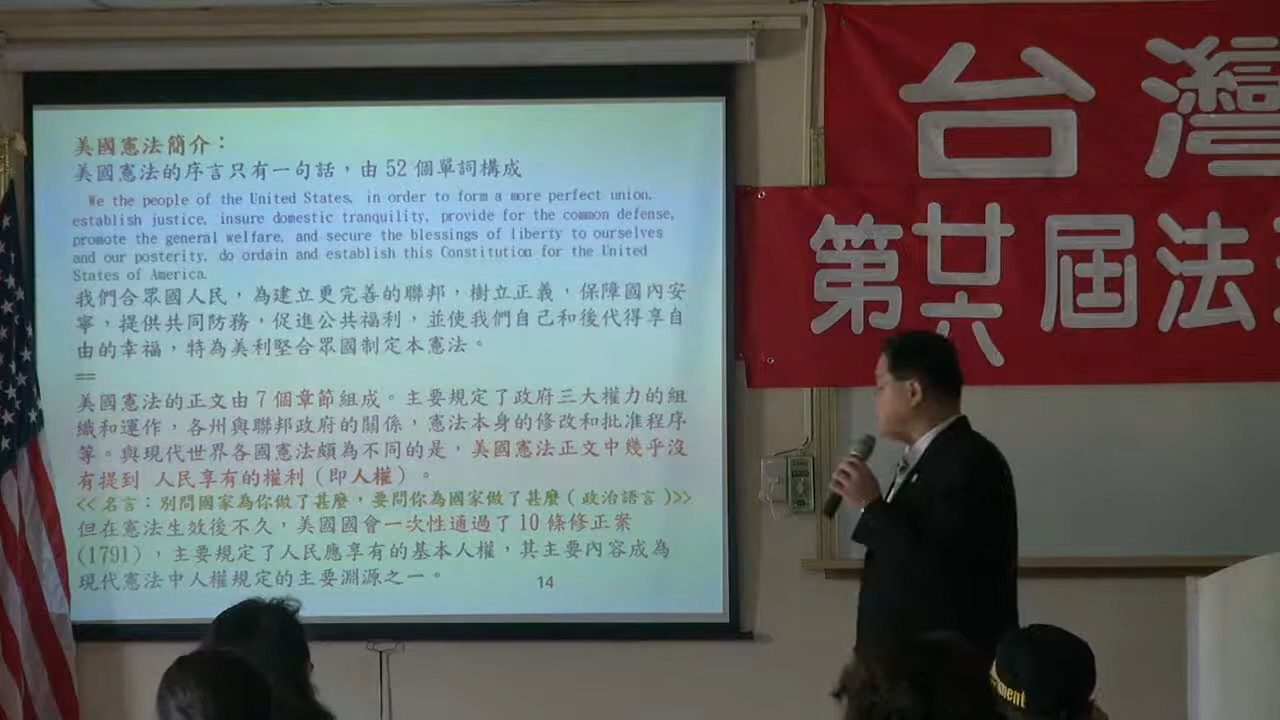 美國憲法簡介：
美國憲法的序言只有一句話，由 52 個單詞構成
We the people of the United States, in order to form a more perfect union,
establish justice, insure domestic tranquility, provide for the common defense,
promote the general welfare, and secure the blessings of liberty to ourselves
and our posterity, do ordain and establish this Constitution for the United
States of America.
我們合眾國人民，為建立更完善的聯邦，樹立正義，保障國內安
寧，提供共同防務，促進公共福利，並使我們自己和後代得享自
由的幸福，特為美利堅合眾國制定本憲法。
==
美國憲法的正文由 7 個章節組成。主要規定了政府三大權力的組
織和運作，各州與聯邦政府的關係，憲法本身的修改和批准程序
等。與現代世界各國憲法頗為不同的是，美國憲法正文中幾乎沒
有提到 人民享有的權利（即人權）。
<<名言：別問國家為你做了甚麼，要問你為國家做了甚麼(政治語言)>>
但在憲法生效後不久，美國國會一次性通過了 10 條修正案
(1791)，主要規定了人民應享有的基本人權，其主要內容成為
現代憲法中人權規定的主要淵源之一。
14
台灣
第廿六屆法